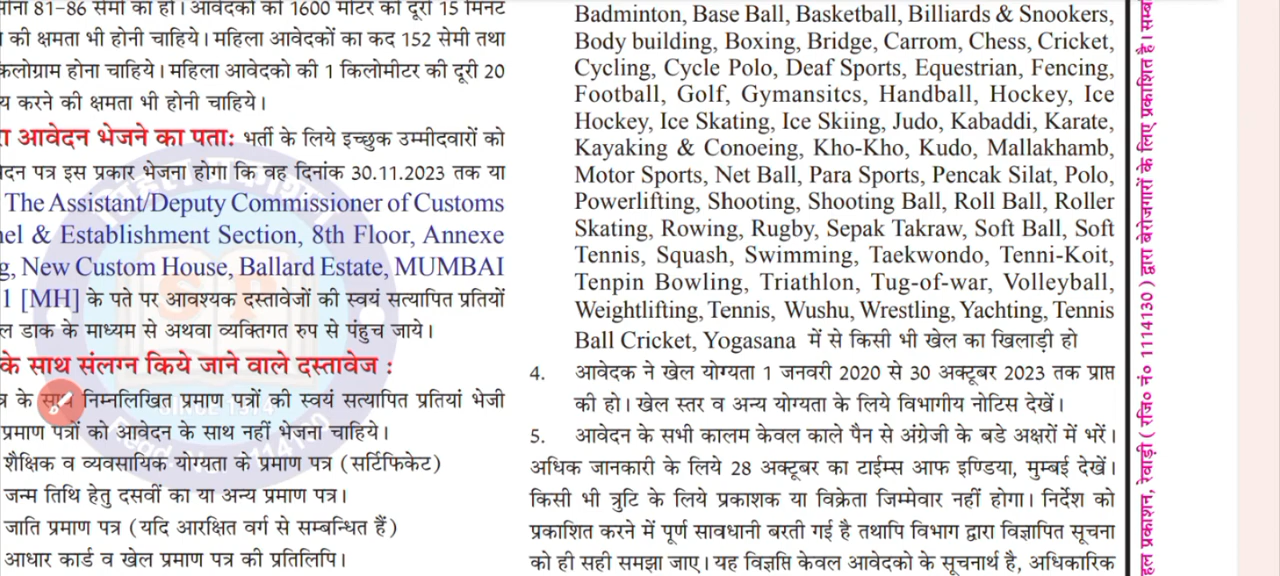 सीना 81-86 सेमी का हो। आवेदकों की 1600 मीटर की दूरी 15 मिनट
की क्षमता भी होनी चाहिये। महिला आवेदकों का कद 152 सेमी तथा
कलोग्राम होना चाहिये। महिला आवेदको की 1 किलोमीटर की दूरी 20
य करने की क्षमता भी होनी चाहिये।
ा आवेदन भेजने का पता: भर्ती के लिये इच्छुक उम्मीदवारों को
दन पत्र इस प्रकार भेजना होगा कि वह दिनांक 30.11.2023 तक या
The Assistant/Deputy Commissioner of Customs
nel & Establishment Section, 8th Floor, Annexe
g, New Custom House, Ballard Estate, MUMBAI
1 [MH] के पते पर आवश्यक दस्तावेजों की स्वयं सत्यापित प्रतियों
ल डाक के माध्यम से अथवा व्यक्तिगत रुप से पंहुच जाये।
के साथ संलग्न किये जाने वाले दस्तावेज :
त्र के साथ निम्नलिखित प्रमाण पत्रों की स्वयं सत्यापित प्रतियां भेजी
प्रमाण पत्रों को आवेदन के साथ नहीं भेजना चाहिये।
शैक्षिक व व्यवसायिक योग्यता के प्रमाण पत्र (सर्टिफिकेट)
जन्म तिथि हेतु दसवीं का या अन्य प्रमाण पत्र।
जाति प्रमाण पत्र (यदि आरक्षित वर्ग से सम्बन्धित हैं)
आधार कार्ड व खेल प्रमाण पत्र की प्रतिलिपि।
Badminton, Base Ball, Basketball, Billiards & Snookers,
Body building, Boxing, Bridge, Carrom, Chess, Cricket,
Cycling, Cycle Polo, Deaf Sports, Equestrian, Fencing,
Football, Golf, Gymansitcs, Handball, Hockey, Ice
Hockey, Ice Skating, Ice Skiing, Judo, Kabaddi, Karate,
Kayaking & Conoeing, Kho-Kho, Kudo, Mallakhamb,
Motor Sports, Net Ball, Para Sports, Pencak Silat, Polo,
Powerlifting, Shooting, Shooting Ball, Roll Ball, Roller
Skating, Rowing, Rugby, Sepak Takraw, Soft Ball, Soft
Tennis, Squash, Swimming, Taekwondo, Tenni-Koit,
Tenpin Bowling, Triathlon, Tug-of-war, Volleyball,
Weightlifting, Tennis, Wushu, Wrestling, Yachting, Tennis
Ball Cricket, Yogasana में से किसी भी खेल का खिलाड़ी हो
4. आवेदक ने खेल योग्यता 1 जनवरी 2020 से 30 अक्टूबर 2023 तक प्राप्त
की हो। खेल स्तर व अन्य योग्यता के लिये विभागीय नोटिस देखें।
5. आवेदन के सभी कालम केवल काले पैन से अंग्रेजी के बडे अक्षरों में भरें।
अधिक जानकारी के लिये 28 अक्टूबर का टाईम्स आफ इण्डिया, मुम्बई देखें।
किसी भी त्रुटि के लिये प्रकाशक या विक्रेता जिम्मेवार नहीं होगा। निर्देश को
प्रकाशित करने में पूर्ण सावधानी बरती गई है तथापि विभाग द्वारा विज्ञापित सूचना
को ही सही समझा जाए। यह विज्ञप्ति केवल आवेदको के सूचनार्थ है, अधिकारिक
हल प्रकाशन, रेवाड़ी ( रजि० नं० 1114130 ) द्वारा बेरोजगारों के लिए प्रकाशित है। सम्ब